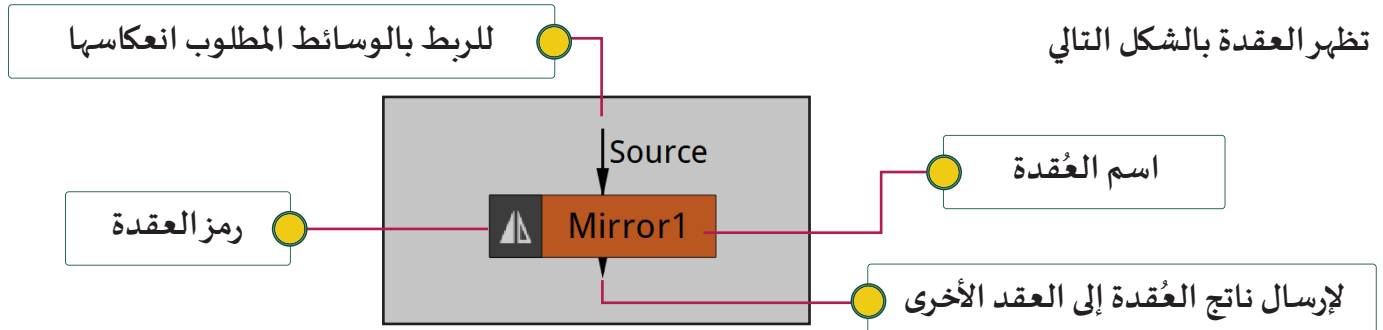 تظهر العقدة بالشكل التالي
للربط بالوسائط المطلوب انعكاسها
Source
اسم العُقدة
رمز العقدة
Mirror1
لإرسال ناتج العُقدة إلى العقد الأخرى